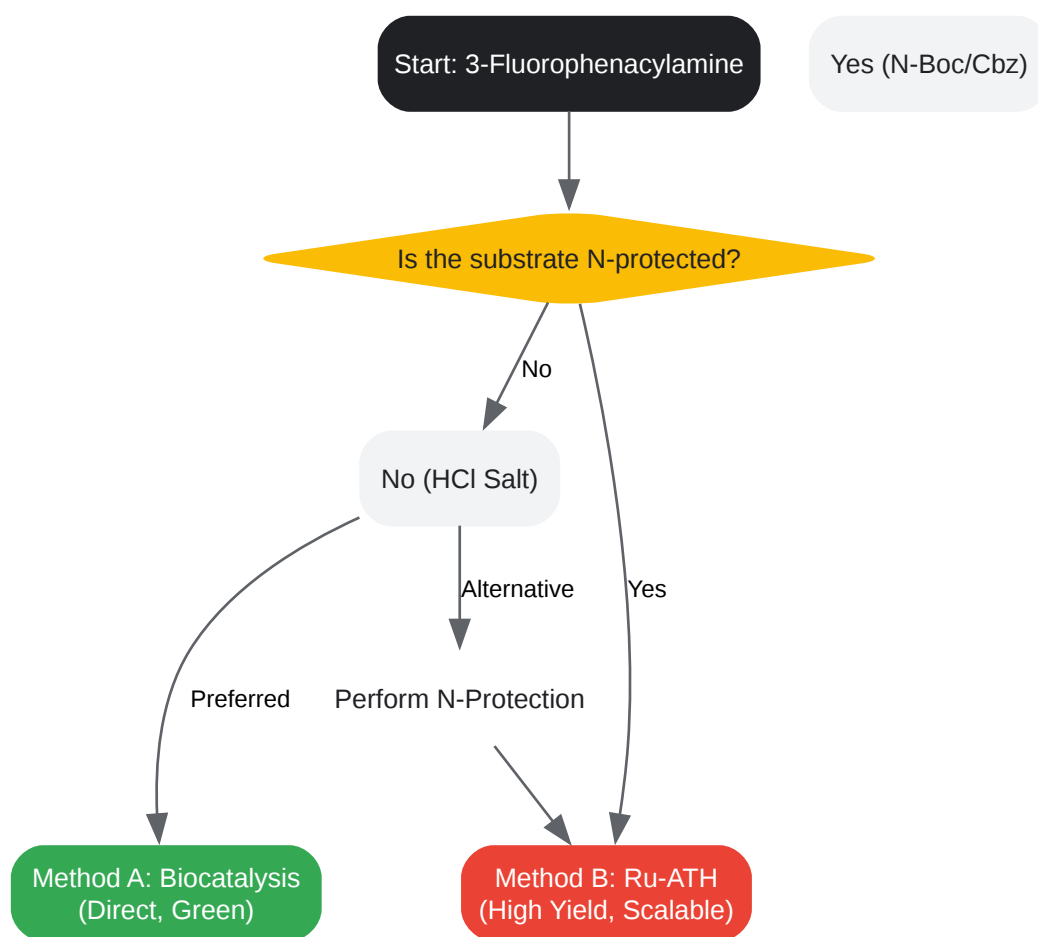 Start: 3-Fluorophenacylamine
Yes (N-Boc/Cbz)
Is the substrate N-protected?
No
No (HCl Salt)
Alternative
Yes
Preferred
Perform N-Protection
Method A: Biocatalysis
(Direct, Green)
Method B: Ru-ATH
(High Yield, Scalable)